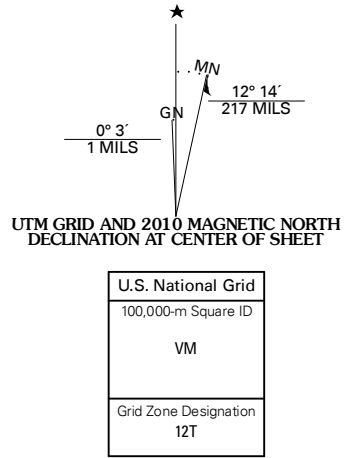 ★
MN
GN
12° 14´
217 MILS
0° 3´
1 MILS
UTM GRID AND 2010 MAGNETIC NORTH
DECLINATION AT CENTER OF SHEET
U.S. National Grid
100,000-m Square ID
VM
Grid Zone Designation
12T